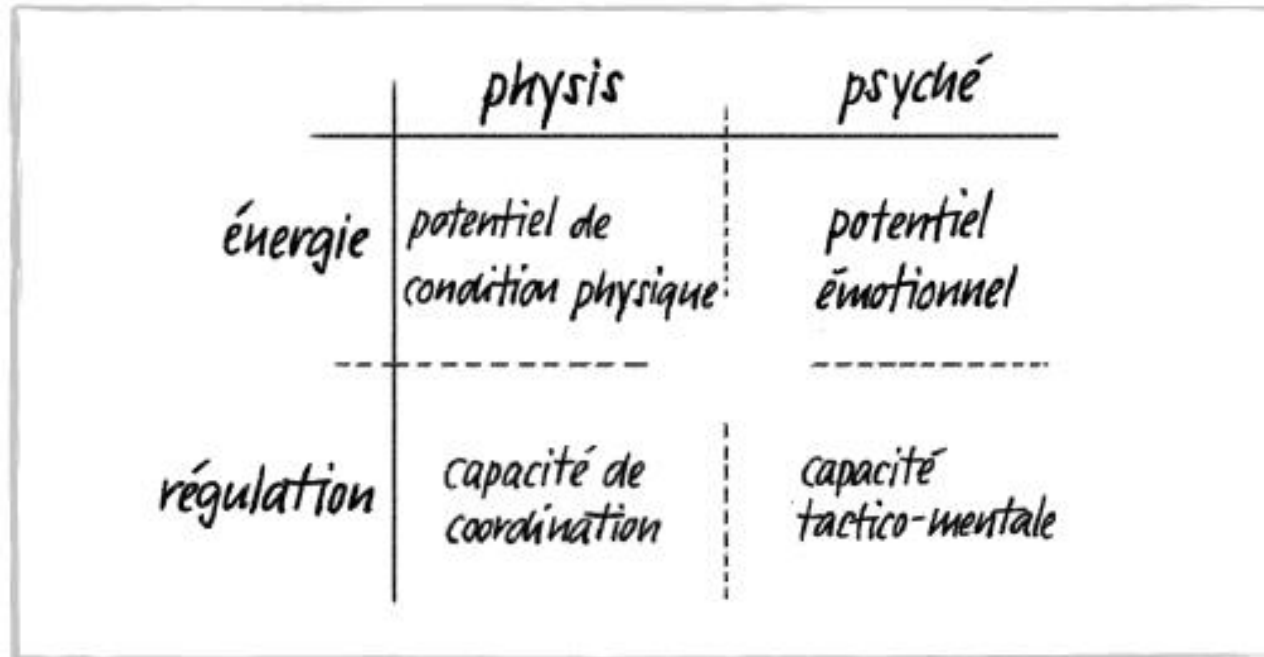 physis psyché
énergie potentiel de potentiel
condition physique émotionnel
régulation capacité de capacité
coordination tactico-mentale